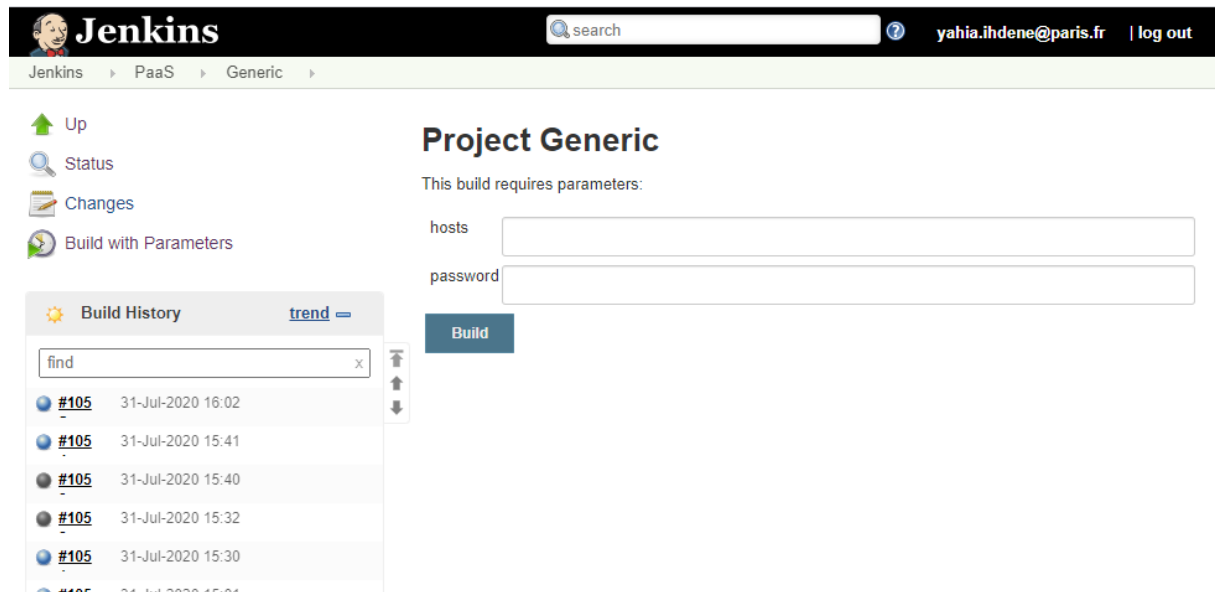 Jenkins
search
yahia.ihdene@paris.fr | log out
Jenkins PaaS Generic
Up
Status
Changes
Build with Parameters
Project Generic
This build requires parameters:
hosts
password
Build
Build History trend
find x
#105 31-Jul-2020 16:02
#105 31-Jul-2020 15:41
#105 31-Jul-2020 15:40
#105 31-Jul-2020 15:32
#105 31-Jul-2020 15:30